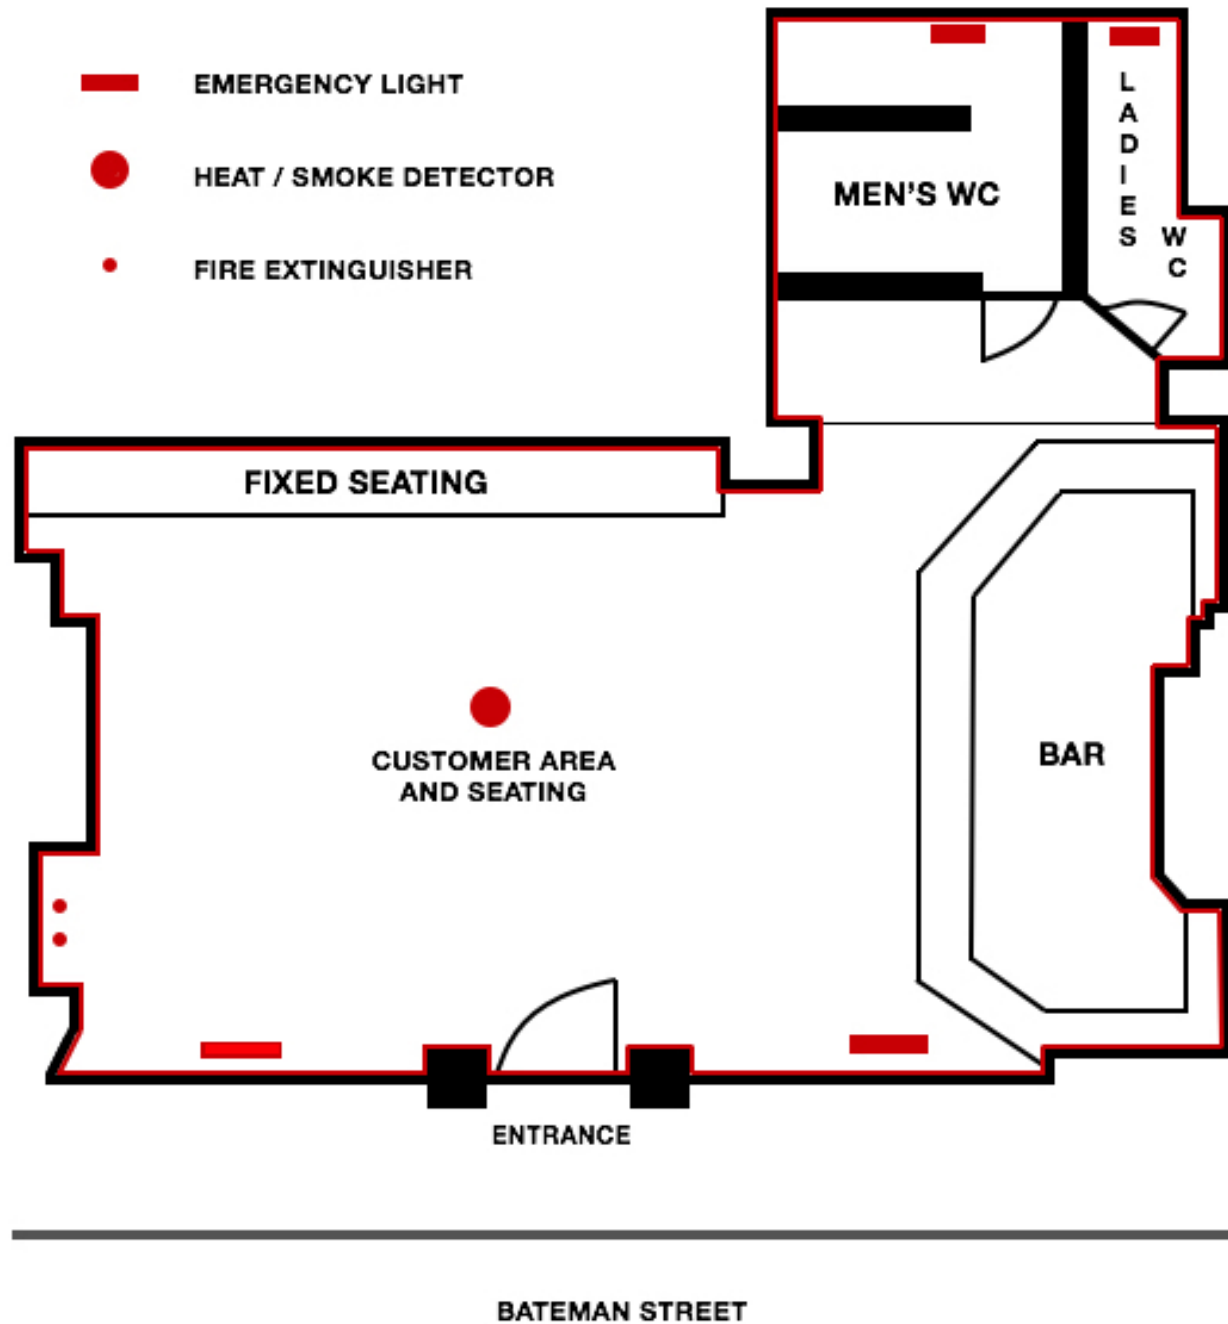 EMERGENCY LIGHT
HEAT / SMOKE DETECTOR
FIRE EXTINGUISHER
MEN'S WC
LADIES
WC
FIXED SEATING
CUSTOMER AREA
AND SEATING
BAR
ENTRANCE
BATEMAN STREET